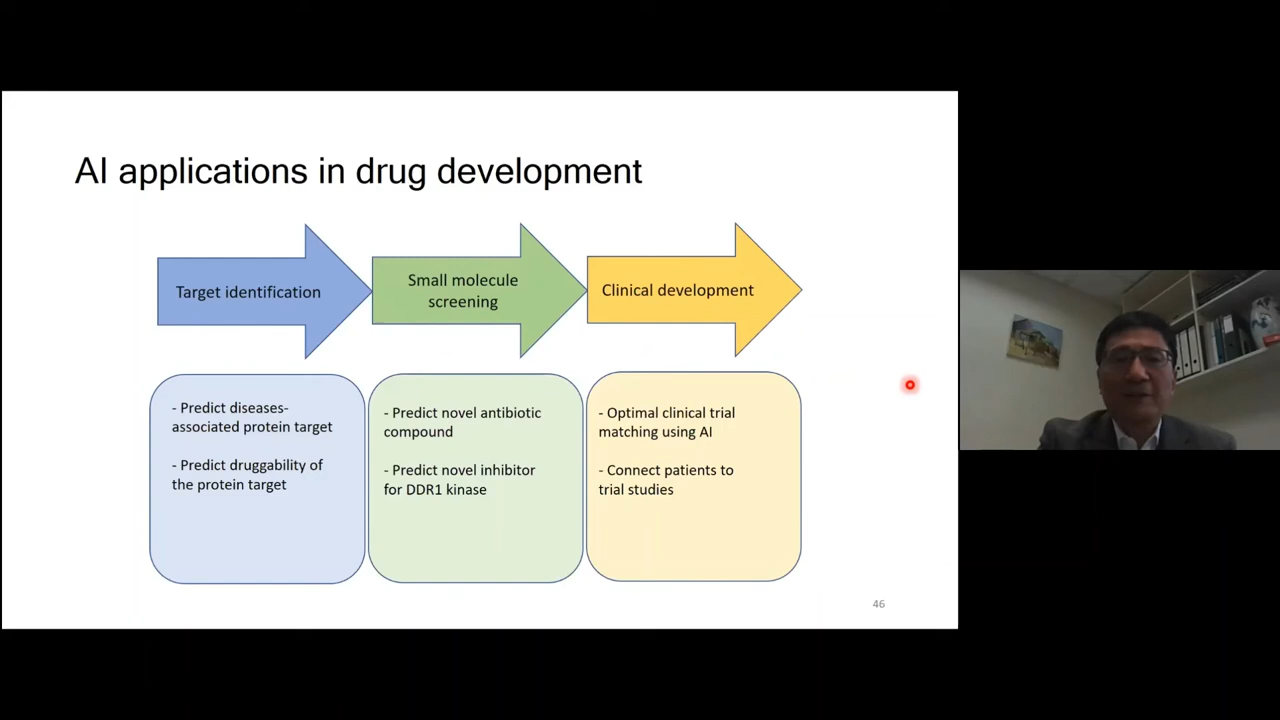 AI applications in drug development
Target identification
Small molecule
screening
Clinical development
- Predict diseases-
associated protein target
- Predict druggability of
the protein target
- Predict novel antibiotic
compound
- Predict novel inhibitor
for DDR1 kinase
- Optimal clinical trial
matching using AI
- Connect patients to
trial studies
46